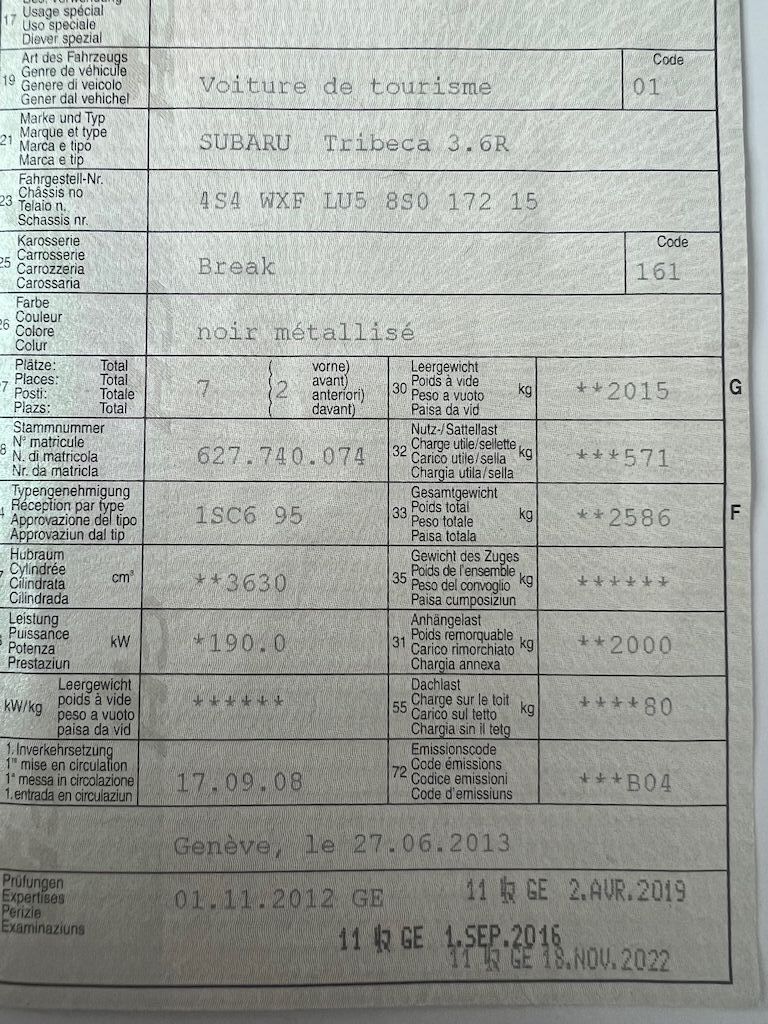 17 Usage spécial
Uso speciale
Diever spezial
19 Art des Fahrzeugs
Genre de véhicule
Genere di veicolo
Gener dal vehichel
Voiture de tourisme
Code
01
21 Marke und Typ
Marque et type
Marca e tipo
Marca e tip
SUBARU Tribeca 3.6R
23 Fahrgestell-Nr.
Châssis no
Telaio n.
Schassis nr.
4S4 WXF LU5 8S0 172 15
25 Karosserie
Carrosserie
Carrozzeria
Carossaria
Break
Code
161
26 Farbe
Couleur
Colore
Colur
noir métallisé
7 Plätze: Total
Places: Total
Posti: Totale
Plazs: Total
7 ( 2 vorne)
( avant)
( anteriori)
( davant)
30 Leergewicht
Poids à vide
Peso a vuoto
Paisa da vid
kg
**2015
G
8 Stammnummer
N° matricule
N. di matricola
Nr. da matricla
627.740.074
32 Nutz-/Sattellast
Charge utile/sellette
Carico utile/sella
Chargia utila/sella
kg
***571
4 Typengenehmigung
Réception par type
Approvazione del tipo
Approvaziun dal tip
1SC6 95
33 Gesamtgewicht
Poids total
Peso totale
Paisa totala
kg
**2586
F
7 Hubraum
Cylindrée
Cilindrata
Cilindrada
cm³
**3630
35 Gewicht des Zuges
Poids de l'ensemble
Peso del convoglio
Paisa cumposiziun
kg
******
Leistung
Puissance
Potenza
Prestaziun
kW
*190.0
31 Anhängelast
Poids remorquable
Carico rimorchiato
Chargia annexa
kg
**2000
kW/kg
Leergewicht
poids à vide
peso a vuoto
paisa da vid
******
55 Dachlast
Charge sur le toit
Carico sul tetto
Chargia sin il tetg
kg
****80
1. Inverkehrsetzung
1re mise en circulation
1a messa in circolazione
1. entrada en circulaziun
17.09.08
72 Emissionscode
Code émissions
Codice emissioni
Code d'emissiuns
***B04
Genève, le 27.06.2013
Prüfungen
Expertises
Perizie
Examinaziuns
01.11.2012 GE
11 GE 2.AVR.2019
11 GE 1.SEP.2016
11 GE 18.NOV.2022